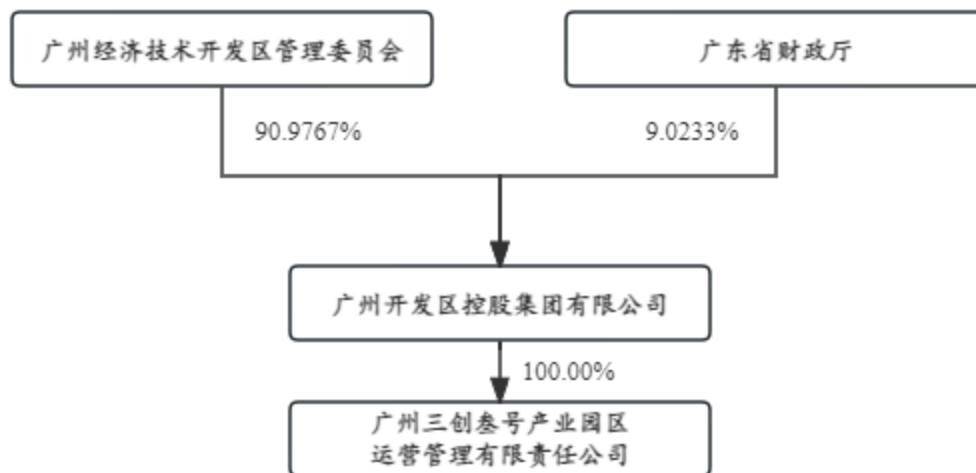 广州经济技术开发区管理委员会
广东省财政厅
90.9767%
9.0233%
广州开发区控股集团有限公司
100.00%
广州三创叁号产业园区
运营管理有限责任公司